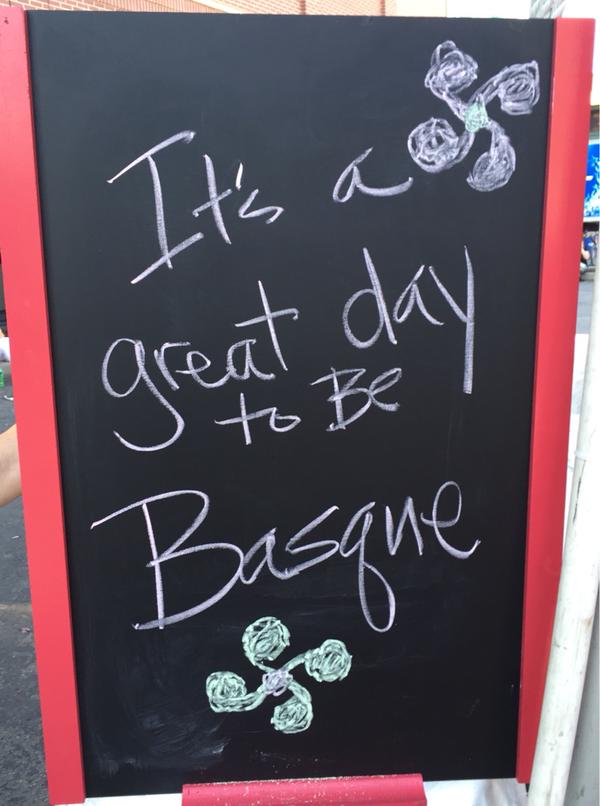 It's a
great day
to Be
Basque